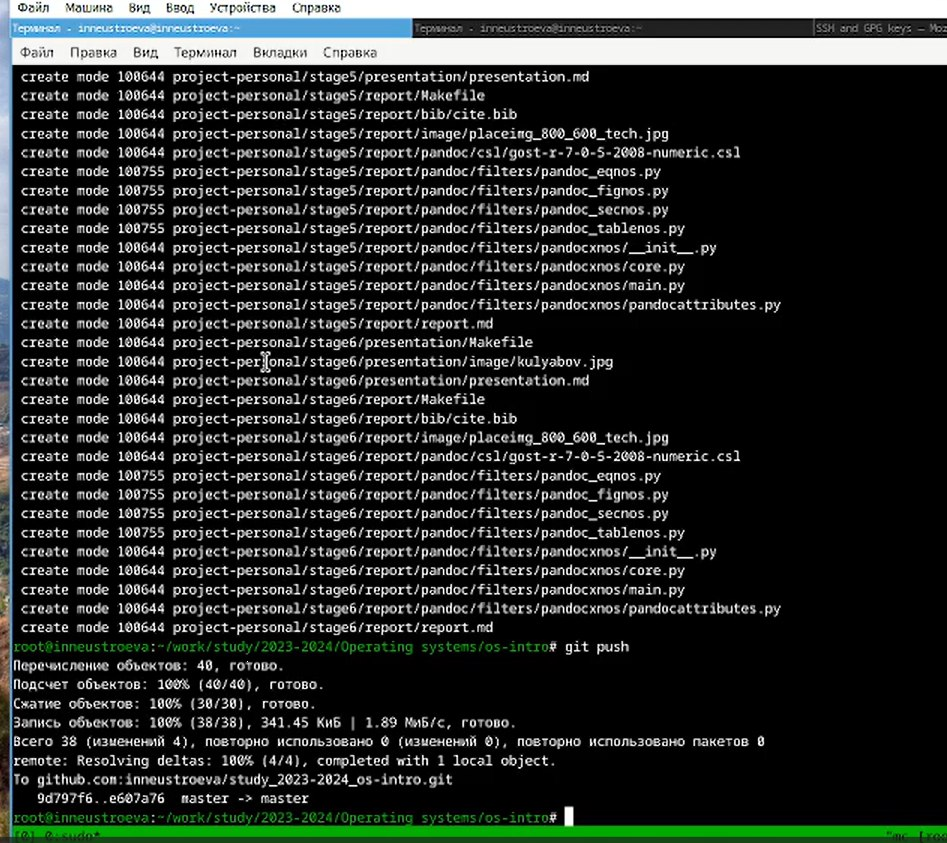 Файл Машина Вид Ввод Устройства Справка
Терминал - inneustroeva@inneustroeva:~ Терминал - inneustroeva@inneustroeva:~ SSH and GPG keys — Moz
Файл Правка Вид Терминал Вкладки Справка
create mode 100644 project-personal/stage5/presentation/presentation.md
create mode 100644 project-personal/stage5/report/Makefile
create mode 100644 project-personal/stage5/report/bib/cite.bib
create mode 100644 project-personal/stage5/report/image/placeimg_800_600_tech.jpg
create mode 100644 project-personal/stage5/report/pandoc/csl/gost-r-7-0-5-2008-numeric.csl
create mode 100755 project-personal/stage5/report/pandoc/filters/pandoc_eqnos.py
create mode 100755 project-personal/stage5/report/pandoc/filters/pandoc_fignos.py
create mode 100755 project-personal/stage5/report/pandoc/filters/pandoc_secnos.py
create mode 100755 project-personal/stage5/report/pandoc/filters/pandoc_tablenos.py
create mode 100644 project-personal/stage5/report/pandoc/filters/pandocxnos/__init__.py
create mode 100644 project-personal/stage5/report/pandoc/filters/pandocxnos/core.py
create mode 100644 project-personal/stage5/report/pandoc/filters/pandocxnos/main.py
create mode 100644 project-personal/stage5/report/pandoc/filters/pandocxnos/pandocattributes.py
create mode 100644 project-personal/stage5/report/report.md
create mode 100644 project-personal/stage6/presentation/Makefile
create mode 100644 project-personal/stage6/presentation/image/kulyabov.jpg
create mode 100644 project-personal/stage6/presentation/presentation.md
create mode 100644 project-personal/stage6/report/Makefile
create mode 100644 project-personal/stage6/report/bib/cite.bib
create mode 100644 project-personal/stage6/report/image/placeimg_800_600_tech.jpg
create mode 100644 project-personal/stage6/report/pandoc/csl/gost-r-7-0-5-2008-numeric.csl
create mode 100755 project-personal/stage6/report/pandoc/filters/pandoc_eqnos.py
create mode 100755 project-personal/stage6/report/pandoc/filters/pandoc_fignos.py
create mode 100755 project-personal/stage6/report/pandoc/filters/pandoc_secnos.py
create mode 100755 project-personal/stage6/report/pandoc/filters/pandoc_tablenos.py
create mode 100644 project-personal/stage6/report/pandoc/filters/pandocxnos/__init__.py
create mode 100644 project-personal/stage6/report/pandoc/filters/pandocxnos/core.py
create mode 100644 project-personal/stage6/report/pandoc/filters/pandocxnos/main.py
create mode 100644 project-personal/stage6/report/pandoc/filters/pandocxnos/pandocattributes.py
create mode 100644 project-personal/stage6/report/report.md
root@inneustroeva:~/work/study/2023-2024/Operating systems/os-intro# git push
Перечисление объектов: 40, готово.
Подсчет объектов: 100% (40/40), готово.
Сжатие объектов: 100% (30/30), готово.
Запись объектов: 100% (38/38), 341.45 КиБ | 1.89 МиБ/с, готово.
Всего 38 (изменений 4), повторно использовано 0 (изменений 0), повторно использовано пакетов 0
remote: Resolving deltas: 100% (4/4), completed with 1 local object.
To github.com:inneustroeva/study_2023-2024_os-intro.git
9d797f6..e607a76 master -> master
root@inneustroeva:~/work/study/2023-2024/Operating systems/os-intro#
[0] 0:sudo* "mc [roo